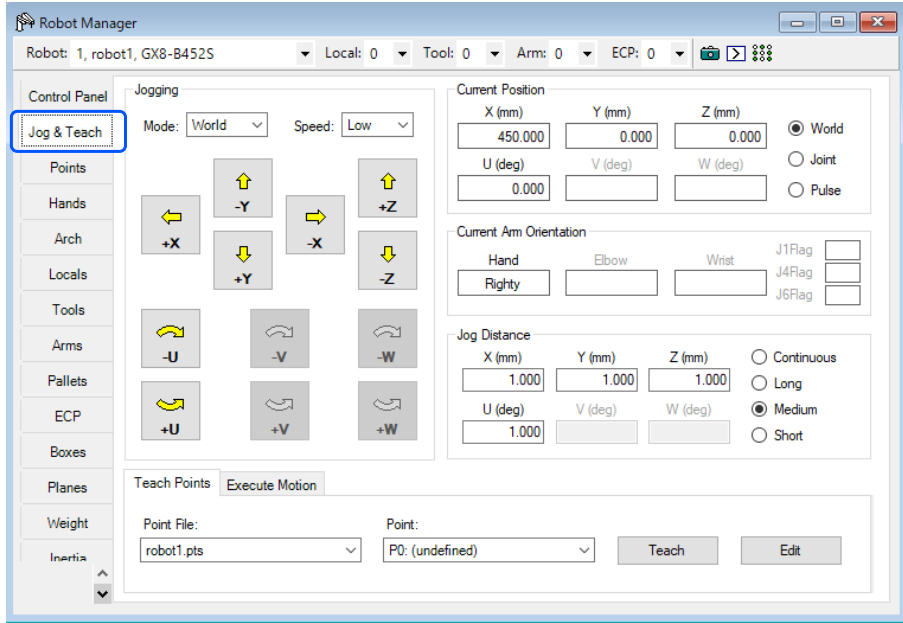 Robot Manager
Robot: 1, robot1, GX8-B452S Local: 0 Tool: 0 Arm: 0 ECP: 0
Control Panel
Jog & Teach
Points
Hands
Arch
Locals
Tools
Arms
Pallets
ECP
Boxes
Planes
Weight
Inertia
Jogging
Mode: World Speed: Low
-Y
+Z
+X
-X
+Y
-Z
-U -V -W
+U +V +W
Current Position
X (mm) Y (mm) Z (mm)
450.000 0.000 0.000
U (deg) V (deg) W (deg)
0.000
World
Joint
Pulse
Current Arm Orientation
Hand Elbow Wrist
Righty
J1Flag
J4Flag
J6Flag
Jog Distance
X (mm) Y (mm) Z (mm)
1.000 1.000 1.000
U (deg) V (deg) W (deg)
1.000
Continuous
Long
Medium
Short
Teach Points Execute Motion
Point File: Point:
robot1.pts P0: (undefined) Teach Edit